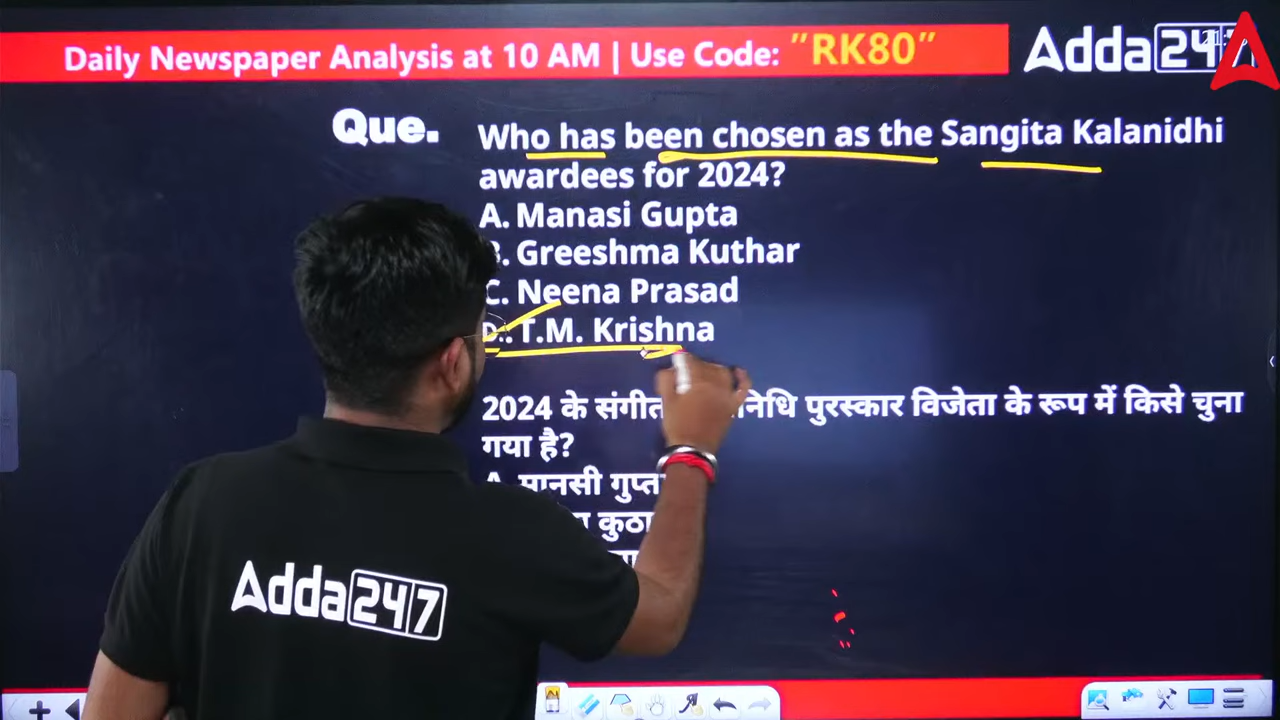 Daily Newspaper Analysis at 10 AM | Use Code: "RK80"
Adda247
Que. Who has been chosen as the Sangita Kalanidhi
awardees for 2024?
A. Manasi Gupta
B. Greeshma Kuthar
C. Neena Prasad
D. T.M. Krishna
2024 के पुरस्कार विजेता के रूप में किसे चुना
गया है?
A. मानसी
Adda247